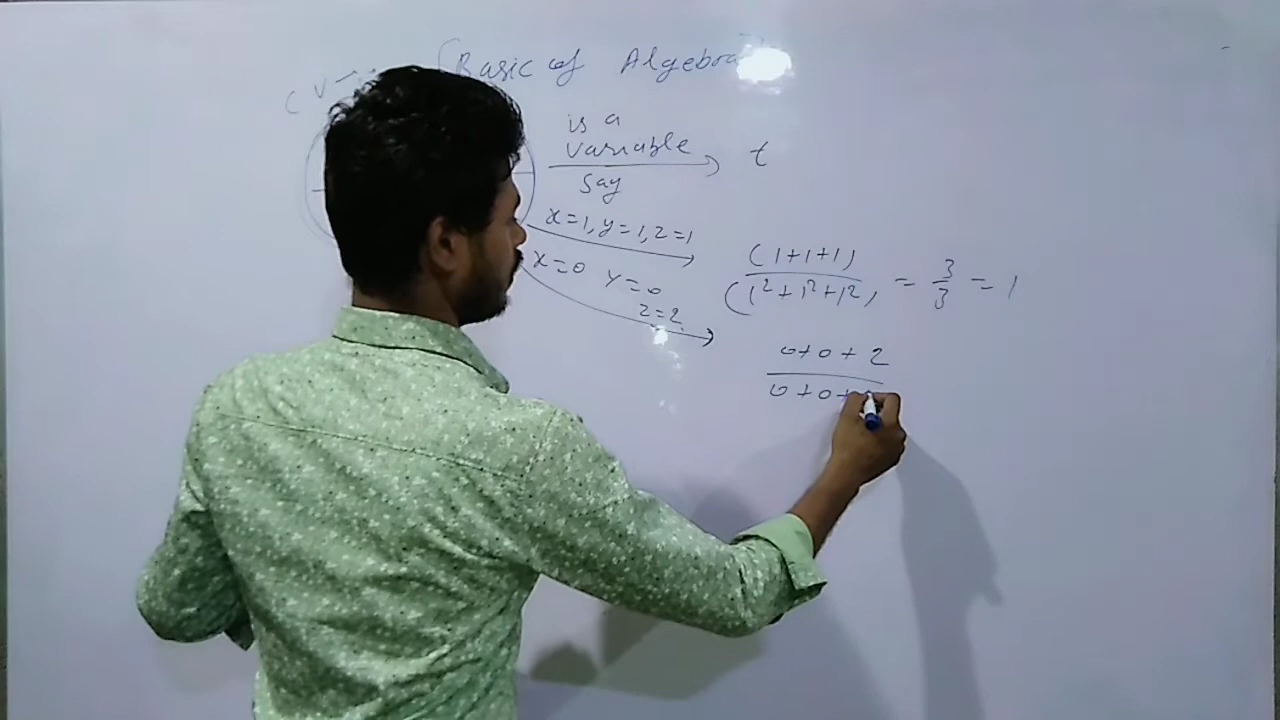 (Basic of Algebra
is a
variable
say
t
x=1, y=1, z=1
(1+1+1)
(1²+1²+1²) = 3/3 = 1
x=0 y=0
z=2
0+0+2
0+0+